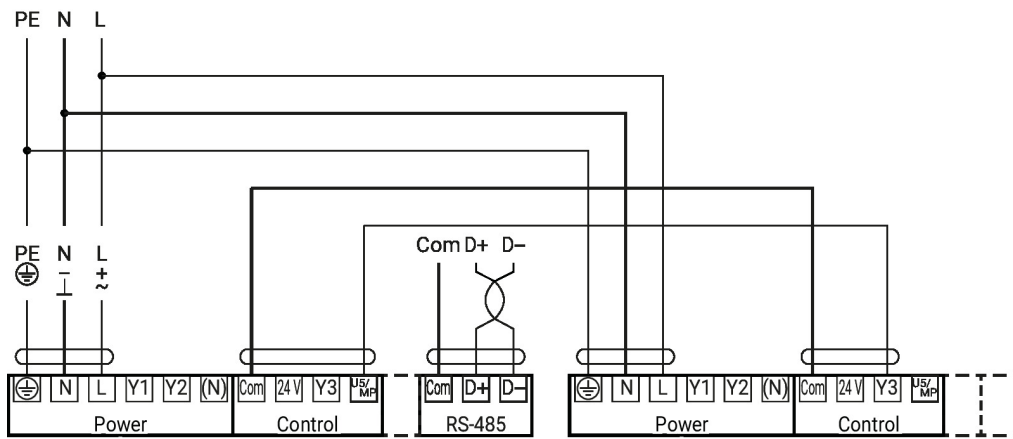 PE N L
PE N L
Com D+ D–
N L Y1 Y2 (N) Com 24 V Y3 U5/MP Com D+ D– N L Y1 Y2 (N) Com 24 V Y3 U5/MP
Power Control RS-485 Power Control